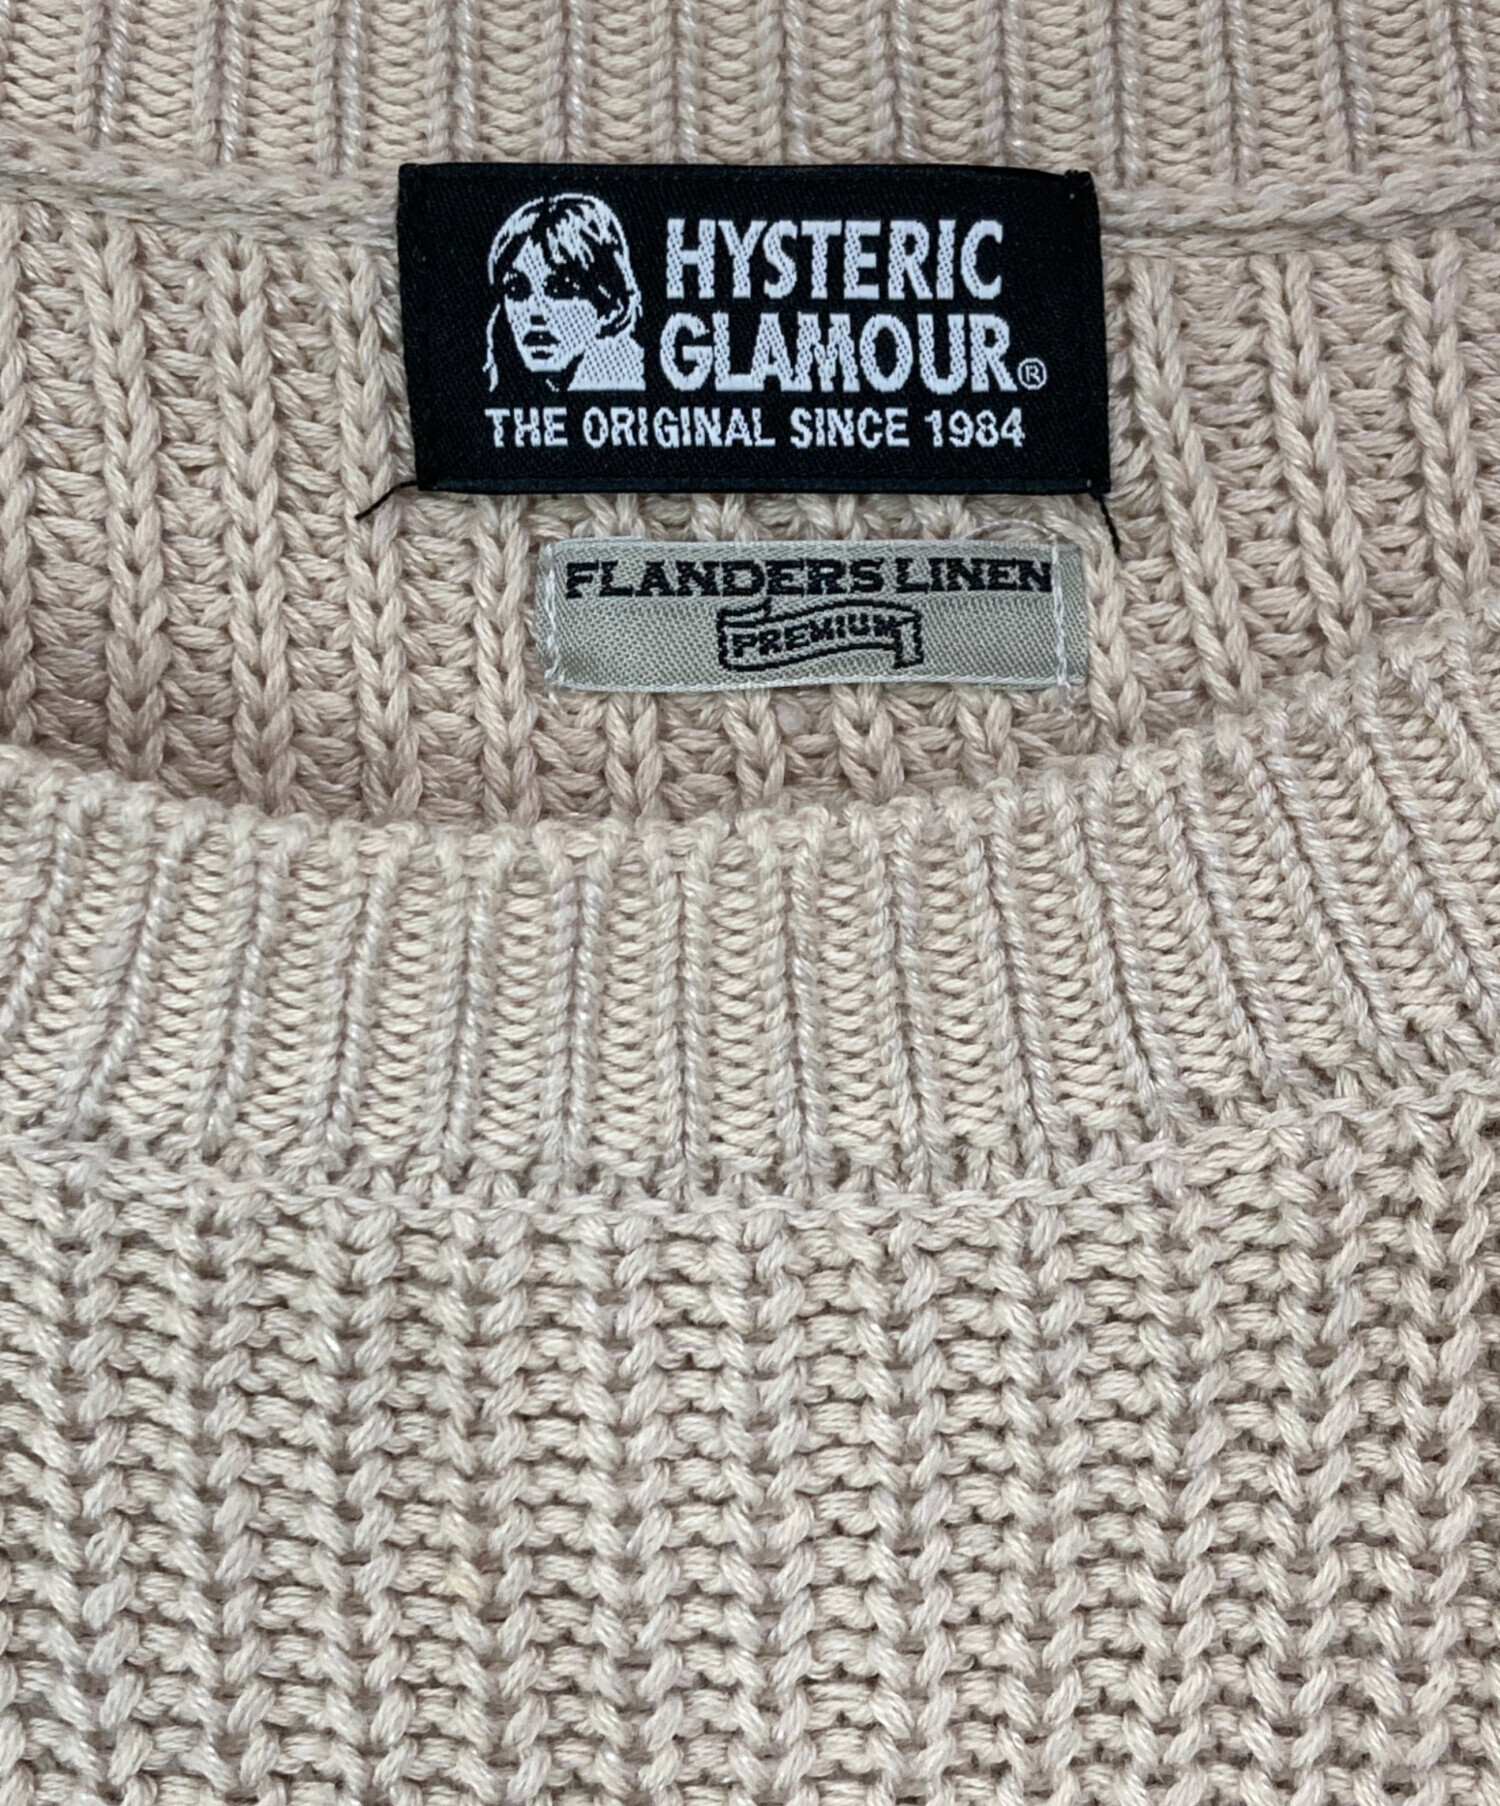 HYSTERIC
GLAMOUR®
THE ORIGINAL SINCE 1984
FLANDERS LINEN
PREMIUM